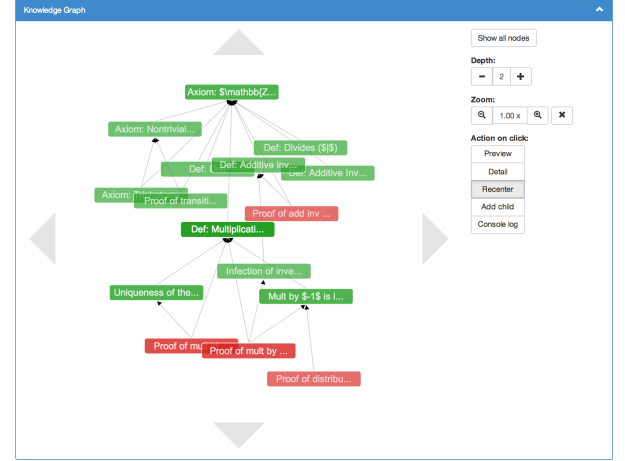 Knowledge Graph
Show all nodes
Depth:
2
Zoom:
1.00 x
Action on click:
Preview
Detail
Recenter
Add child
Console log
Axiom: $\mathbb{Z...
Axiom: Nontrivial...
Def: Divides ($|$)
Def: Additive inv...
Def: Additive Inv...
Axiom:
Proof of transiti...
Proof of add inv ...
Def: Multiplicati...
Infection of inve...
Uniqueness of the...
Mult by $-1$ is i...
Proof of
Proof of mult by ...
Proof of distribu...